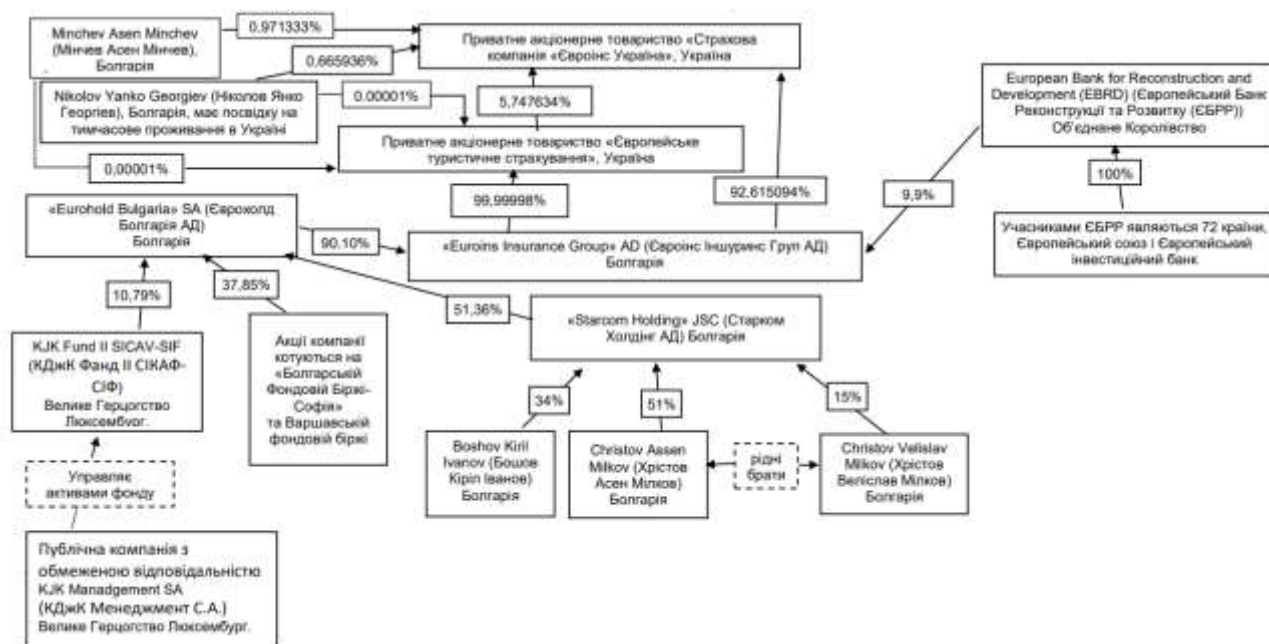 Minchev Asen Minchev
(Мінчев Асен Мінчев),
Болгарія
0,971333%
Приватне акціонерне товариство «Страхова
компанія «Євроінс Україна», Україна
0,665936%
Nikolov Yanko Georgiev (Ніколов Янко
Георгієв), Болгарія, має посвідку на
тимчасове проживання в Україні
0.00001%
5,747634%
European Bank for Reconstruction and
Development (EBRD) (Європейський Банк
Реконструкції та Розвитку (ЄБРР))
Об'єднане Королівство
Приватне акціонерне товариство «Європейське
туристичне страхування», Україна
0,00001%
99,99998%
92,615094%
9,9%
100%
«Eurohold Bulgaria» SA (Єврохолд
Болгарія АД)
Болгарія
90,10%
«Euroins Insurance Group» AD (Євроінс Іншуринс Груп АД)
Болгарія
Учасниками ЄБРР являються 72 країни,
Європейський союз і Європейський
інвестиційний банк
10,79%
37,85%
51,36%
«Starcom Holding» JSC (Старком
Холдінг АД) Болгарія
KJK Fund II SICAV-SIF
(КДжК Фанд ІІ СІКАФ-
СІФ)
Велике Герцогство
Люксембург.
Акції компанії
котуються на
«Болгарській
Фондовій Біржі-
Софія»
та Варшавській
фондовій біржі
34%
51%
15%
Boshov Kiril
Ivanov (Бошов
Кіріл Іванов)
Болгарія
Christov Assen
Milkov (Хрістов
Асен Мілков)
Болгарія
рідні
брати
Christov Velislav
Milkov (Хрістов
Веліслав Мілков)
Болгарія
Управляє
активами фонду
Публічна компанія з
обмеженою відповідальністю
KJK Manadgement SA
(КДжК Менеджмент С.А.)
Велике Герцогство Люксембург.